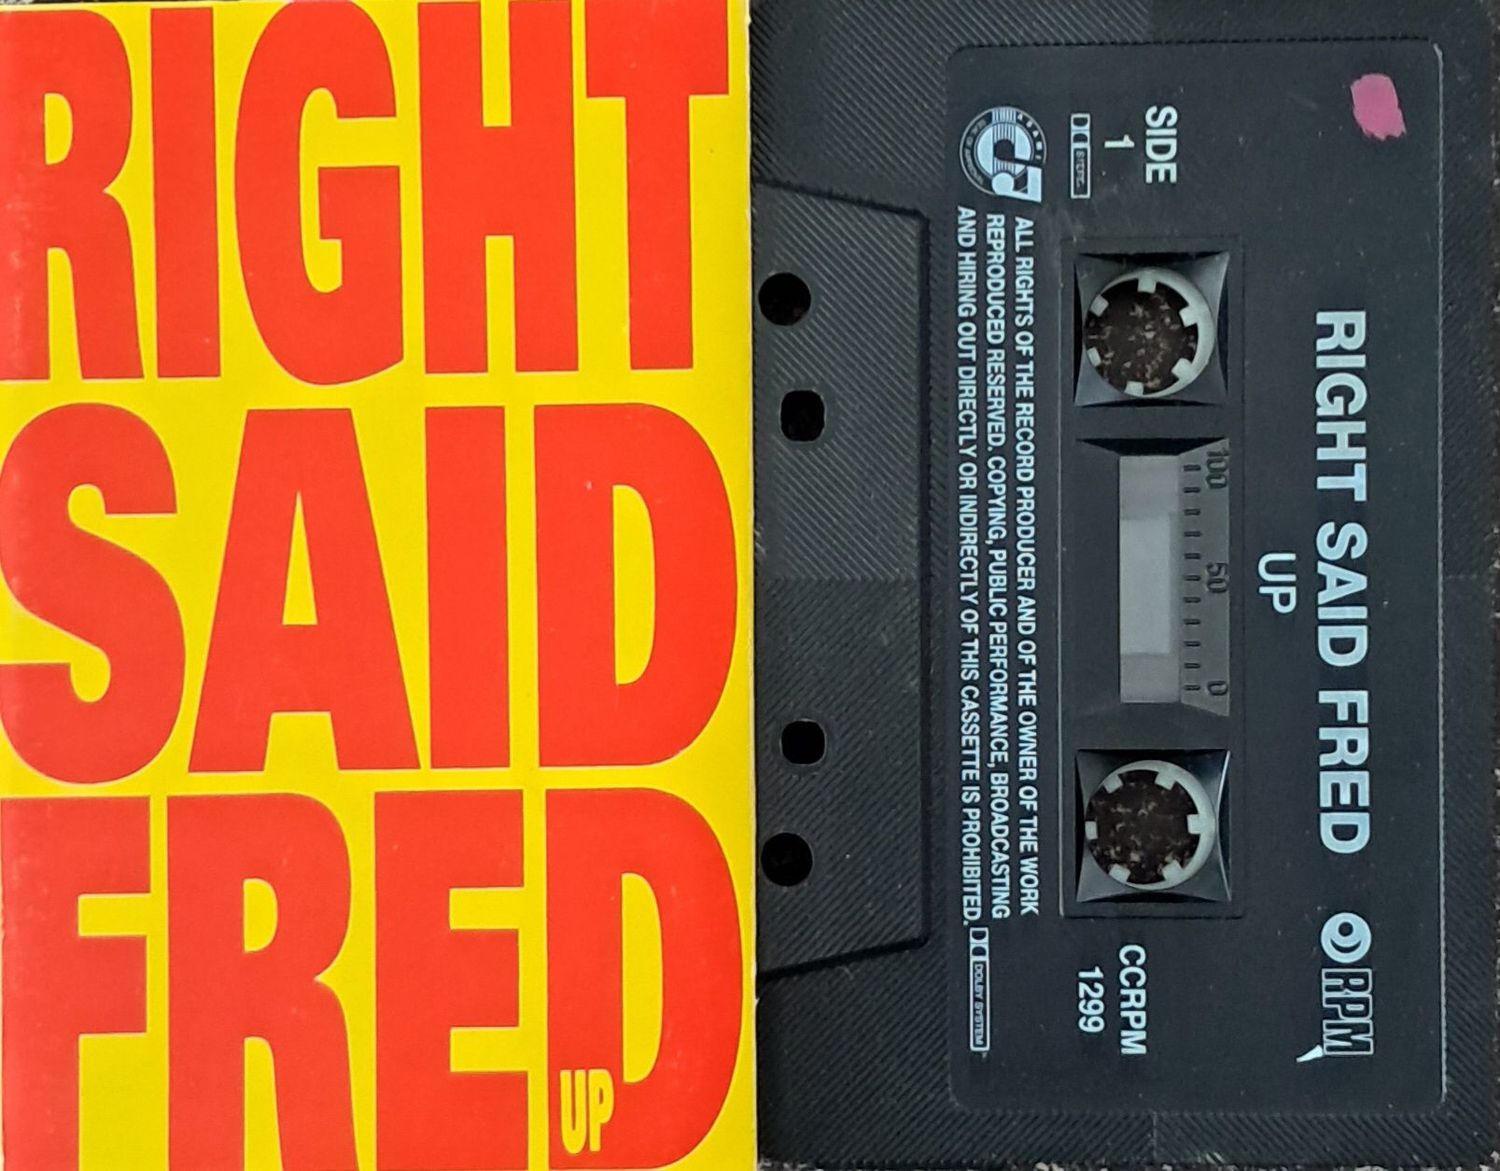 RIGHT
SAID
FRED
UP
RIGHT SAID FRED
RPM
UP
SIDE
1
100
50
0
CCRPM
1299
ALL RIGHTS OF THE RECORD PRODUCER AND OF THE OWNER OF THE WORK
REPRODUCED RESERVED. COPYING, PUBLIC PERFORMANCE, BROADCASTING
AND HIRING OUT DIRECTLY OR INDIRECTLY OF THIS CASSETTE IS PROHIBITED.
DOLBY SYSTEM